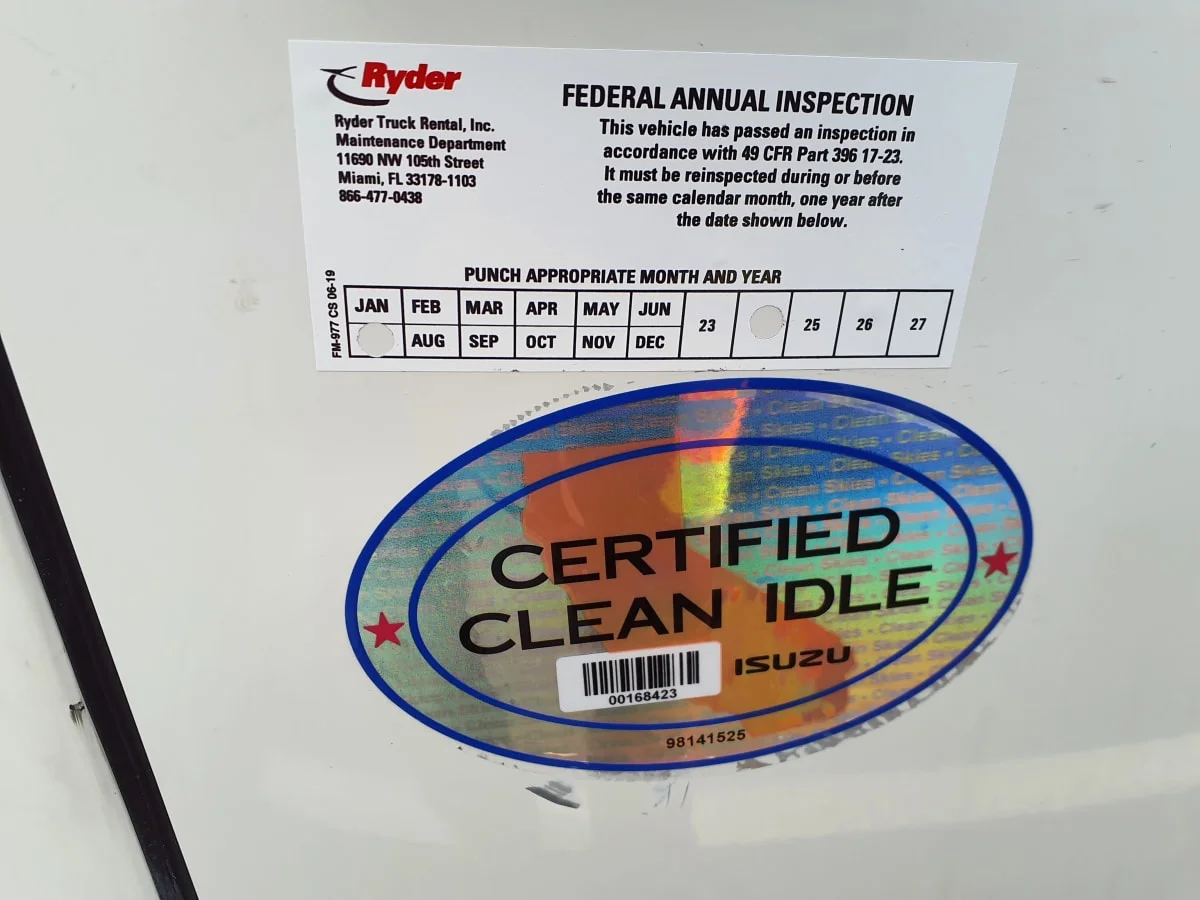 Ryder
Ryder Truck Rental, Inc.
Maintenance Department
11690 NW 105th Street
Miami, FL 33178-1103
866-477-0438
FEDERAL ANNUAL INSPECTION
This vehicle has passed an inspection in
accordance with 49 CFR Part 396 17-23.
It must be reinspected during or before
the same calendar month, one year after
the date shown below.
PUNCH APPROPRIATE MONTH AND YEAR
FM-977 CS 06-19
JAN FEB MAR APR MAY JUN 23 25 26 27
AUG SEP OCT NOV DEC
CERTIFIED
CLEAN IDLE
ISUZU
00168423
98141525